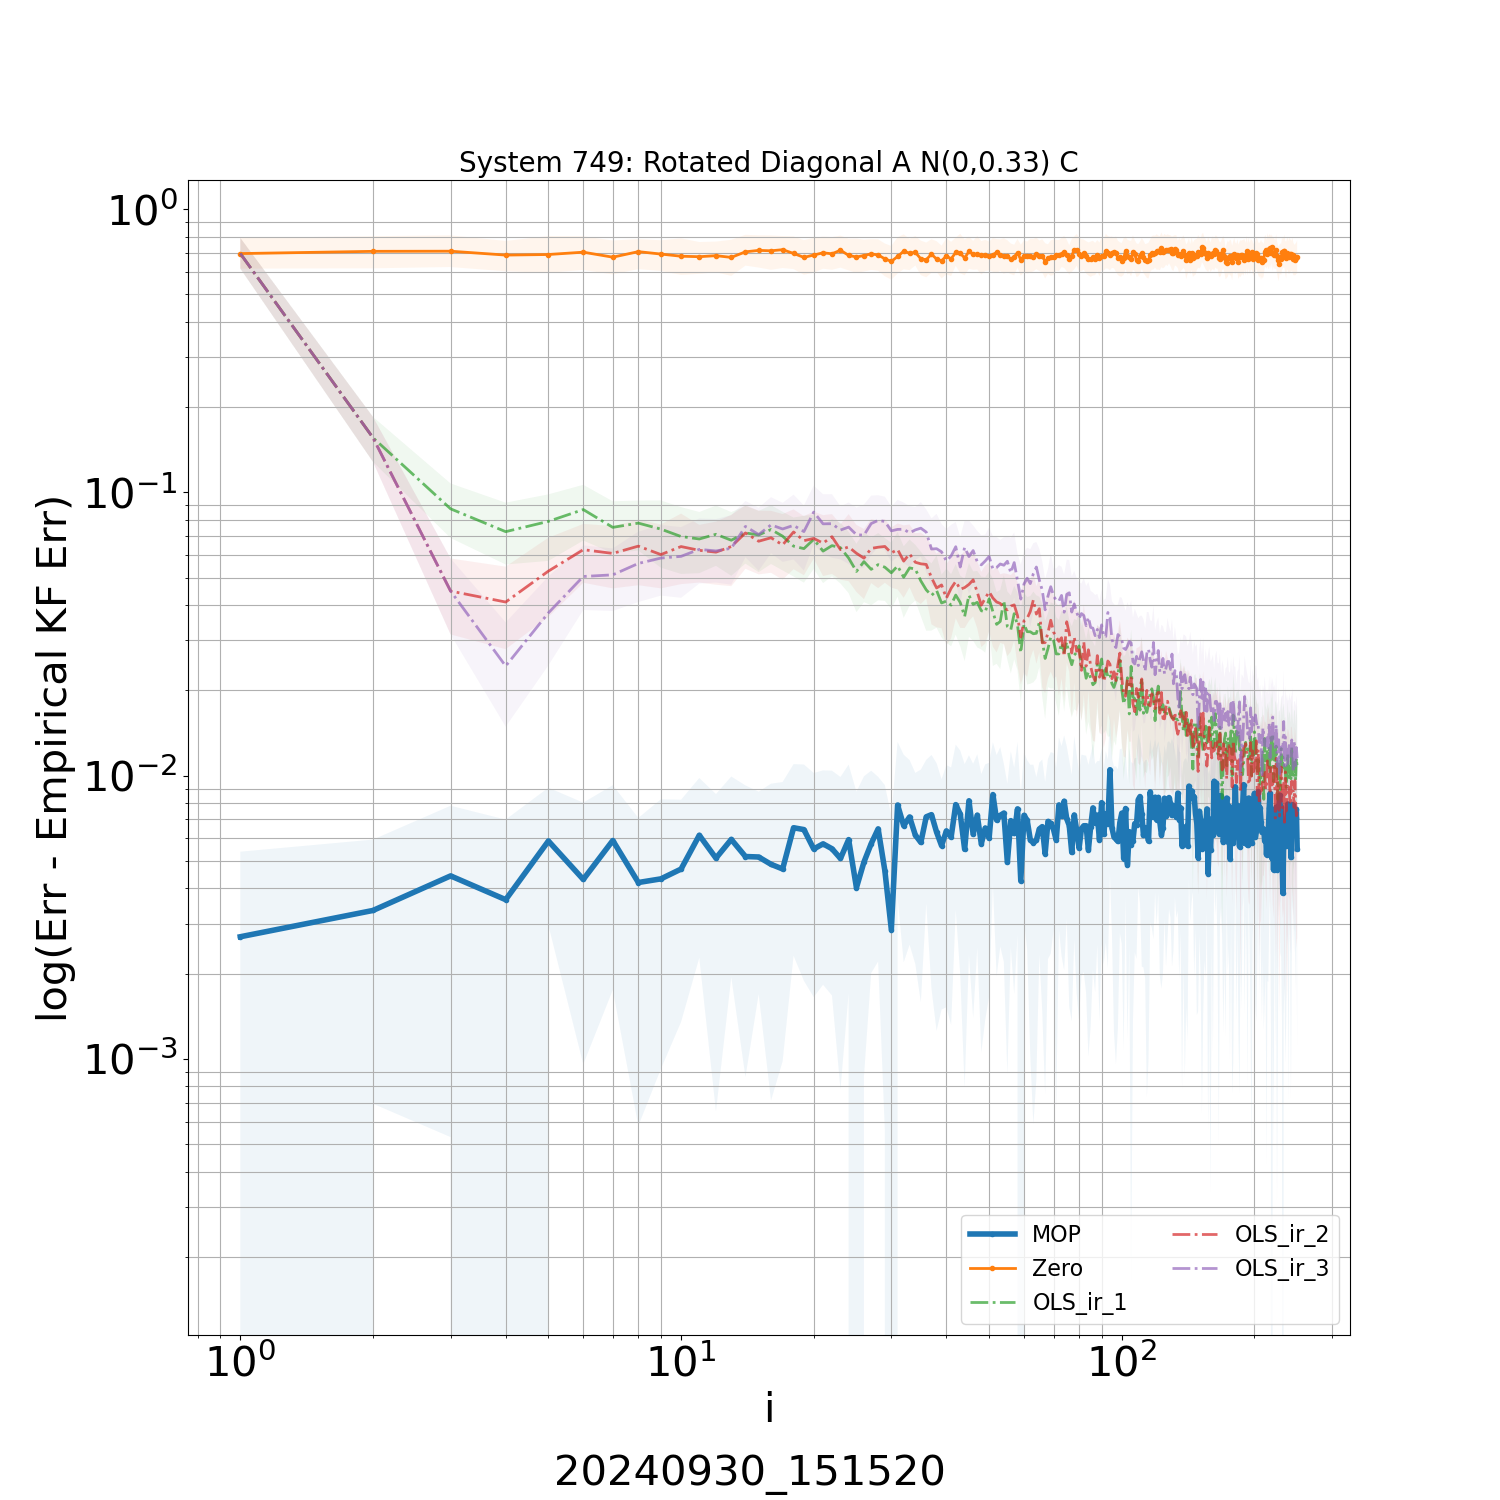 System 749: Rotated Diagonal A N(0,0.33) C
log(Err - Empirical KF Err)
10⁰
10⁻¹
10⁻²
10⁻³
MOP
Zero
OLS_ir_1
OLS_ir_2
OLS_ir_3
10⁰ 10¹ 10²
i
20240930_151520